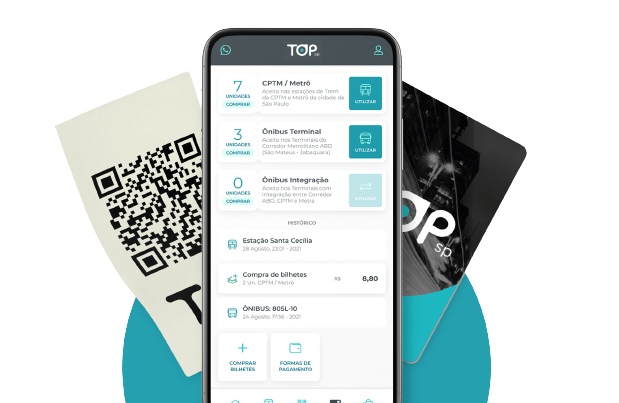 TOP
SP
7
UNIDADES
COMPRAR
CPTM / Metrô
Aceito nas estações de Trem
da CPTM e Metrô da cidade de
São Paulo
UTILIZAR
3
UNIDADES
COMPRAR
Ônibus Terminal
Aceito nos Terminais do
Corredor Metrolitano ABD
(São Mateus - Jabaquara)
UTILIZAR
0
UNIDADES
COMPRAR
Ônibus Integração
Aceito nos Terminais com
integração entre Corredor
ABD, CPTM e Metra
UTILIZAR
HISTÓRICO
Estação Santa Cecília
28 Agosto, 23:01 - 2021
Compra de bilhetes
2 Un. CPTM / Metrô
R$ 8,80
ÔNIBUS: 805L-10
24 Agosto, 17:56 - 2021
COMPRAR
BILHETES
FORMAS DE
PAGAMENTO
T
TOP
sp